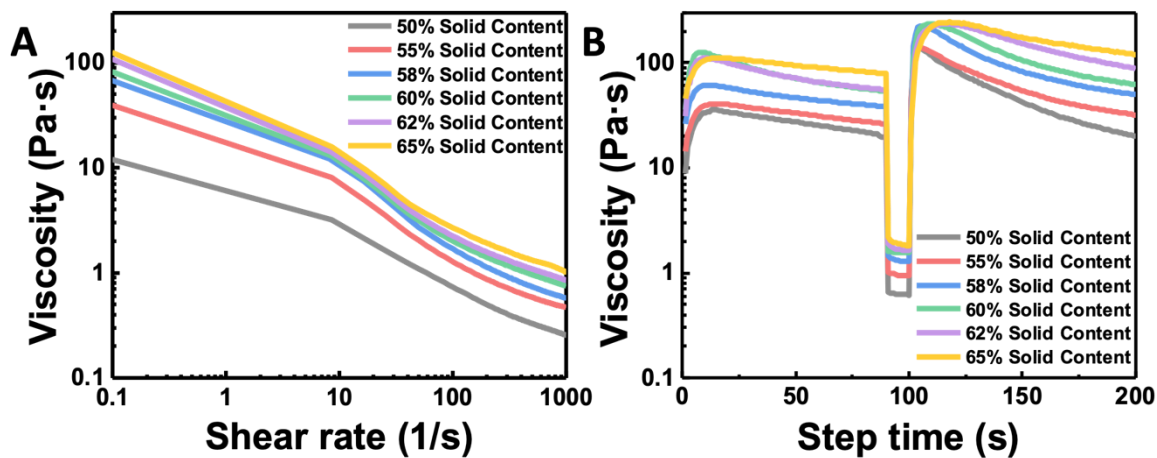 A
Viscosity (Pa·s)
100
10
1
0.1
50% Solid Content
55% Solid Content
58% Solid Content
60% Solid Content
62% Solid Content
65% Solid Content
0.1 1 10 100 1000
Shear rate (1/s)
B
Viscosity (Pa·s)
100
10
1
0.1
50% Solid Content
55% Solid Content
58% Solid Content
60% Solid Content
62% Solid Content
65% Solid Content
0 50 100 150 200
Step time (s)